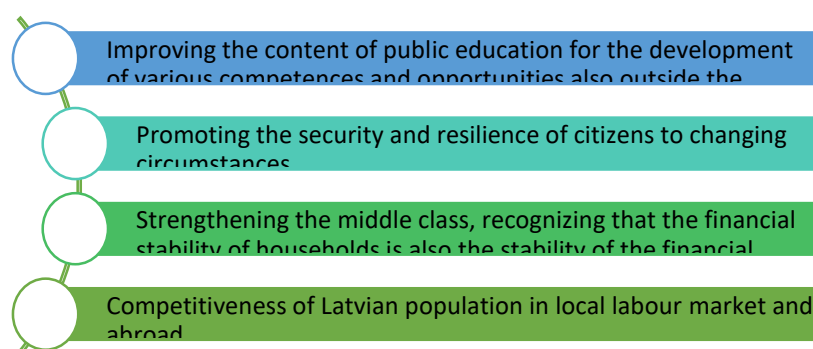 Improving the content of public education for the development
of various competences and opportunities also outside the
Promoting the security and resilience of citizens to changing
circumstances
Strengthening the middle class, recognizing that the financial
stability of households is also the stability of the financial
Competitiveness of Latvian population in local labour market and
abroad